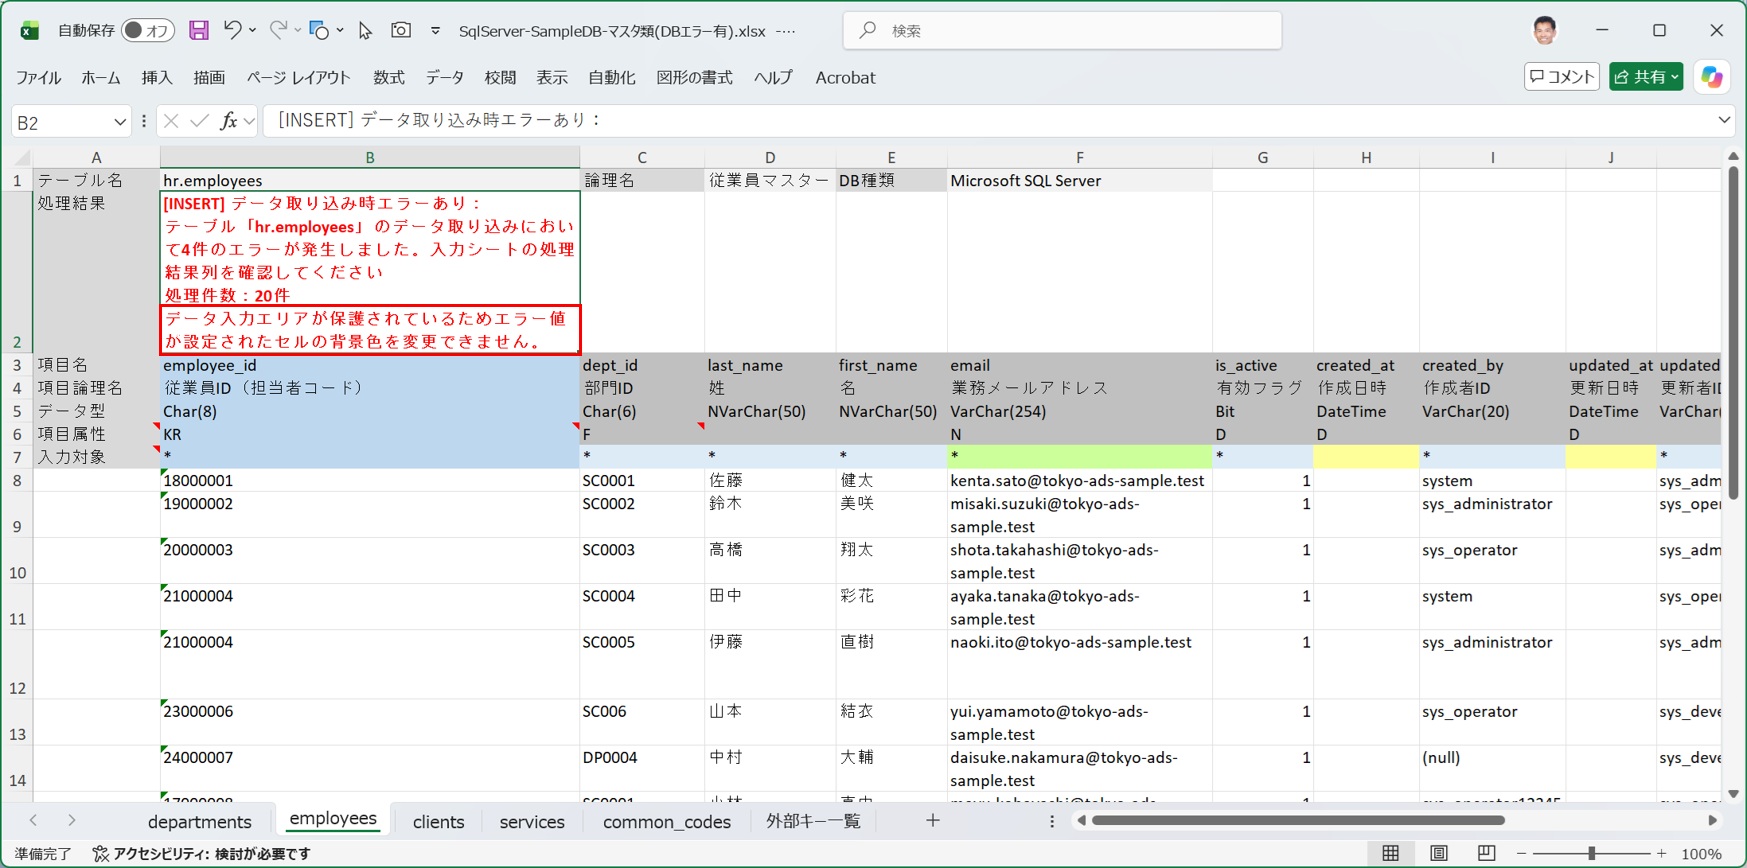 自動保存 オフ SqlServer-SampleDB-マスタ類(DBエラー有).xlsx -… 検索
ファイル ホーム 挿入 描画 ページ レイアウト 数式 データ 校閲 表示 自動化 図形の書式 ヘルプ Acrobat コメント 共有
B2 fx [INSERT] データ取り込み時エラーあり：
A B C D E F G H I J
1 テーブル名 hr.employees 論理名 従業員マスター DB種類 Microsoft SQL Server
2 処理結果 [INSERT] データ取り込み時エラーあり：
テーブル「hr.employees」のデータ取り込みにおい
て4件のエラーが発生しました。入力シートの処理
結果列を確認してください
処理件数：20件
データ入力エリアが保護されているためエラー値
が設定されたセルの背景色を変更できません。
3 項目名 employee_id dept_id last_name first_name email is_active created_at created_by updated_at updated
4 項目論理名 従業員ID（担当者コード） 部門ID 姓 名 業務メールアドレス 有効フラグ 作成日時 作成者ID 更新日時 更新者ID
5 データ型 Char(8) Char(6) NVarChar(50) NVarChar(50) VarChar(254) Bit DateTime VarChar(20) DateTime VarChar(
6 項目属性 KR F N D D D
7 入力対象 * * * * * * * *
8 18000001 SC0001 佐藤 健太 kenta.sato@tokyo-ads-sample.test 1 system sys_adm
9 19000002 SC0002 鈴木 美咲 misaki.suzuki@tokyo-ads-
sample.test 1 sys_administrator sys_oper
10 20000003 SC0003 高橋 翔太 shota.takahashi@tokyo-ads-
sample.test 1 sys_operator sys_adm
11 21000004 SC0004 田中 彩花 ayaka.tanaka@tokyo-ads-
sample.test 1 system sys_oper
12 21000004 SC0005 伊藤 直樹 naoki.ito@tokyo-ads-sample.test 1 sys_administrator sys_adm
13 23000006 SC006 山本 結衣 yui.yamamoto@tokyo-ads-
sample.test 1 sys_operator sys_deve
14 24000007 DP0004 中村 大輔 daisuke.nakamura@tokyo-ads-
sample.test 1 (null) sys_deve
departments employees clients services common_codes 外部キー一覧
準備完了 アクセシビリティ: 検討が必要です 100%